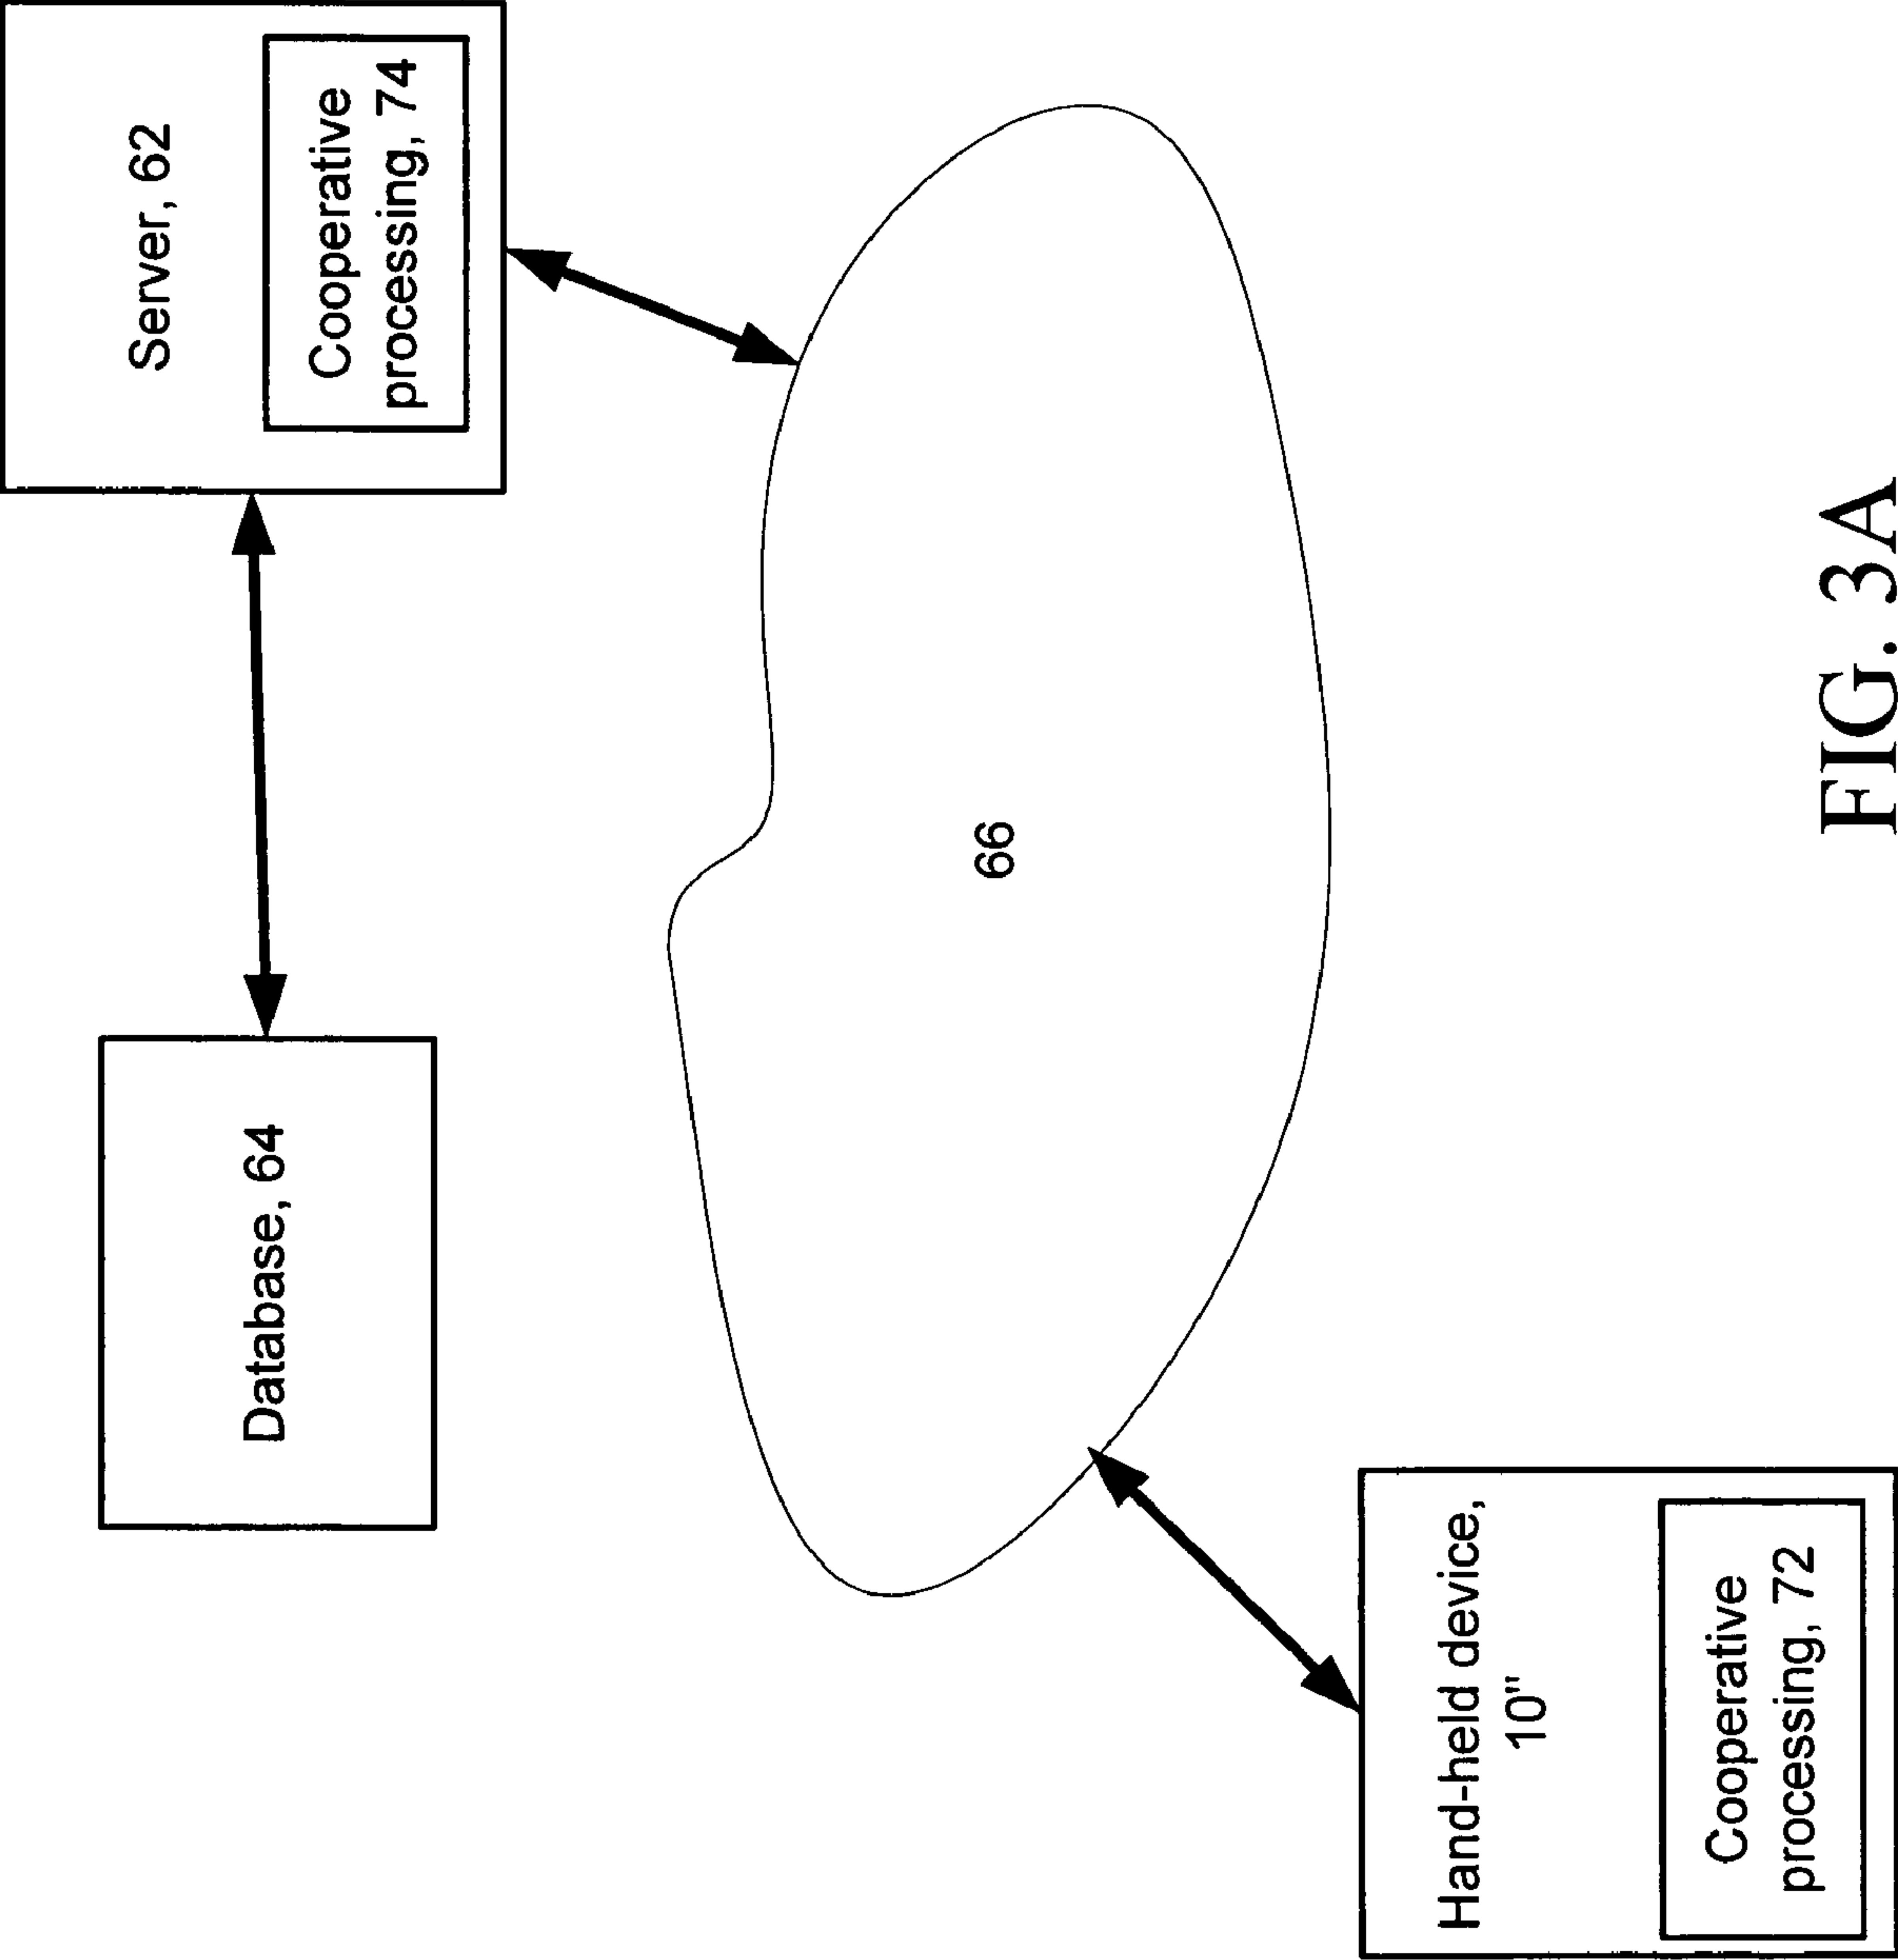 Database, 64
Server, 62
Cooperative
processing, 74
66
Hand-held device,
10"
Cooperative
processing, 72
FIG. 3A